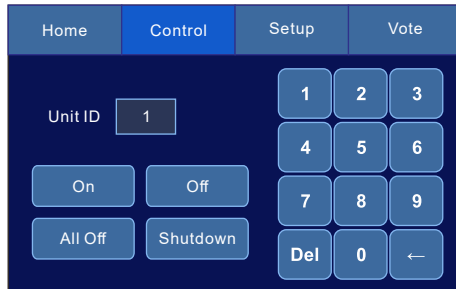 Home Control Setup Vote
Unit ID 1
1 2 3
4 5 6
On Off
7 8 9
All Off Shutdown
Del 0 ←